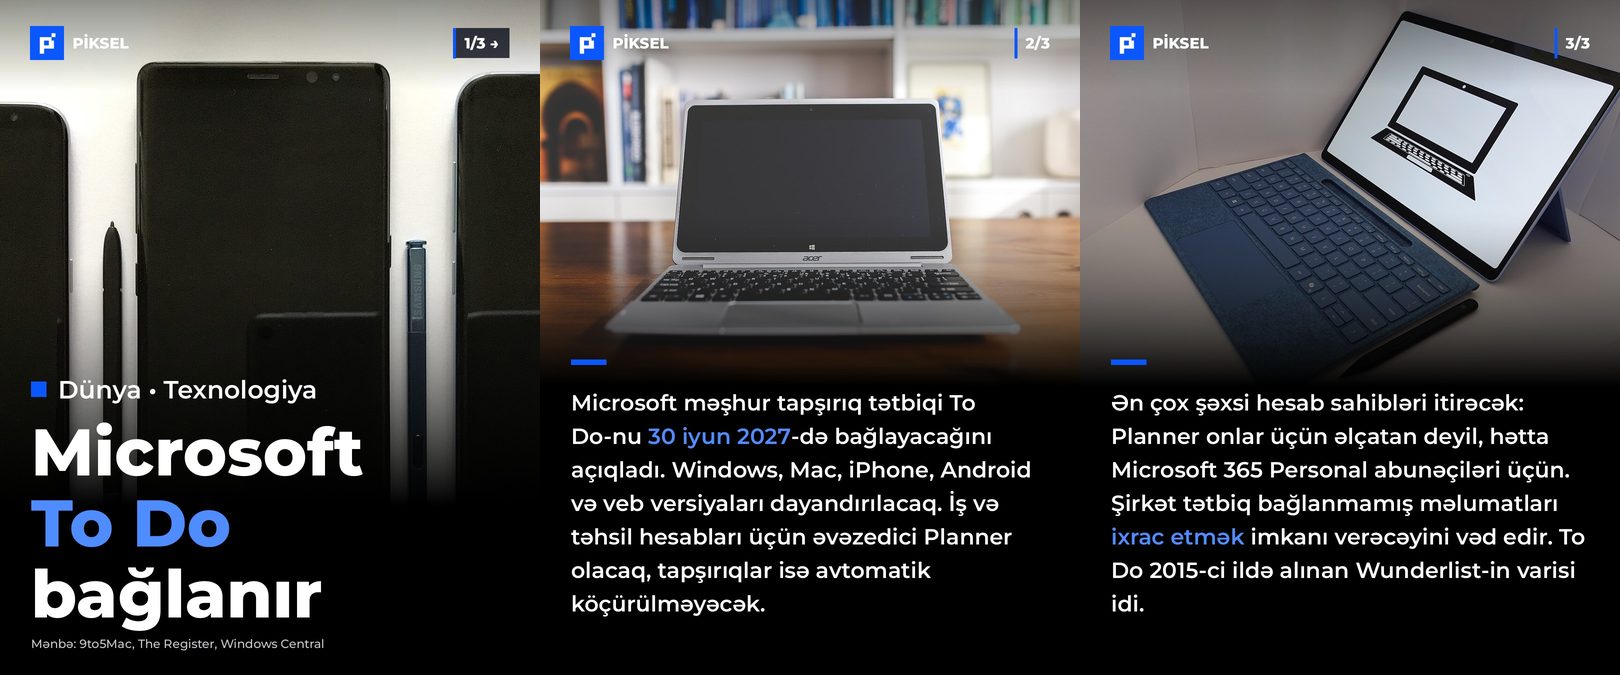 PİKSEL
1/3 →
Dünya • Texnologiya
Microsoft
To Do
bağlanır
Mənbə: 9to5Mac, The Register, Windows Central
PİKSEL
2/3
acer
SAMSUNG
Microsoft məşhur tapşırıq tətbiqi To
Do-nu 30 iyun 2027-də bağlayacağını
açıqladı. Windows, Mac, iPhone, Android
və veb versiyaları dayandırılacaq. İş və
təhsil hesabları üçün əvəzedici Planner
olacaq, tapşırıqlar isə avtomatik
köçürülməyəcək.
PİKSEL
3/3
Ən çox şəxsi hesab sahibləri itirəcək:
Planner onlar üçün əlçatan deyil, hətta
Microsoft 365 Personal abunəçiləri üçün.
Şirkət tətbiq bağlanmamış məlumatları
ixrac etmək imkanı verəcəyini vəd edir. To
Do 2015-ci ildə alınan Wunderlist-in varisi
idi.